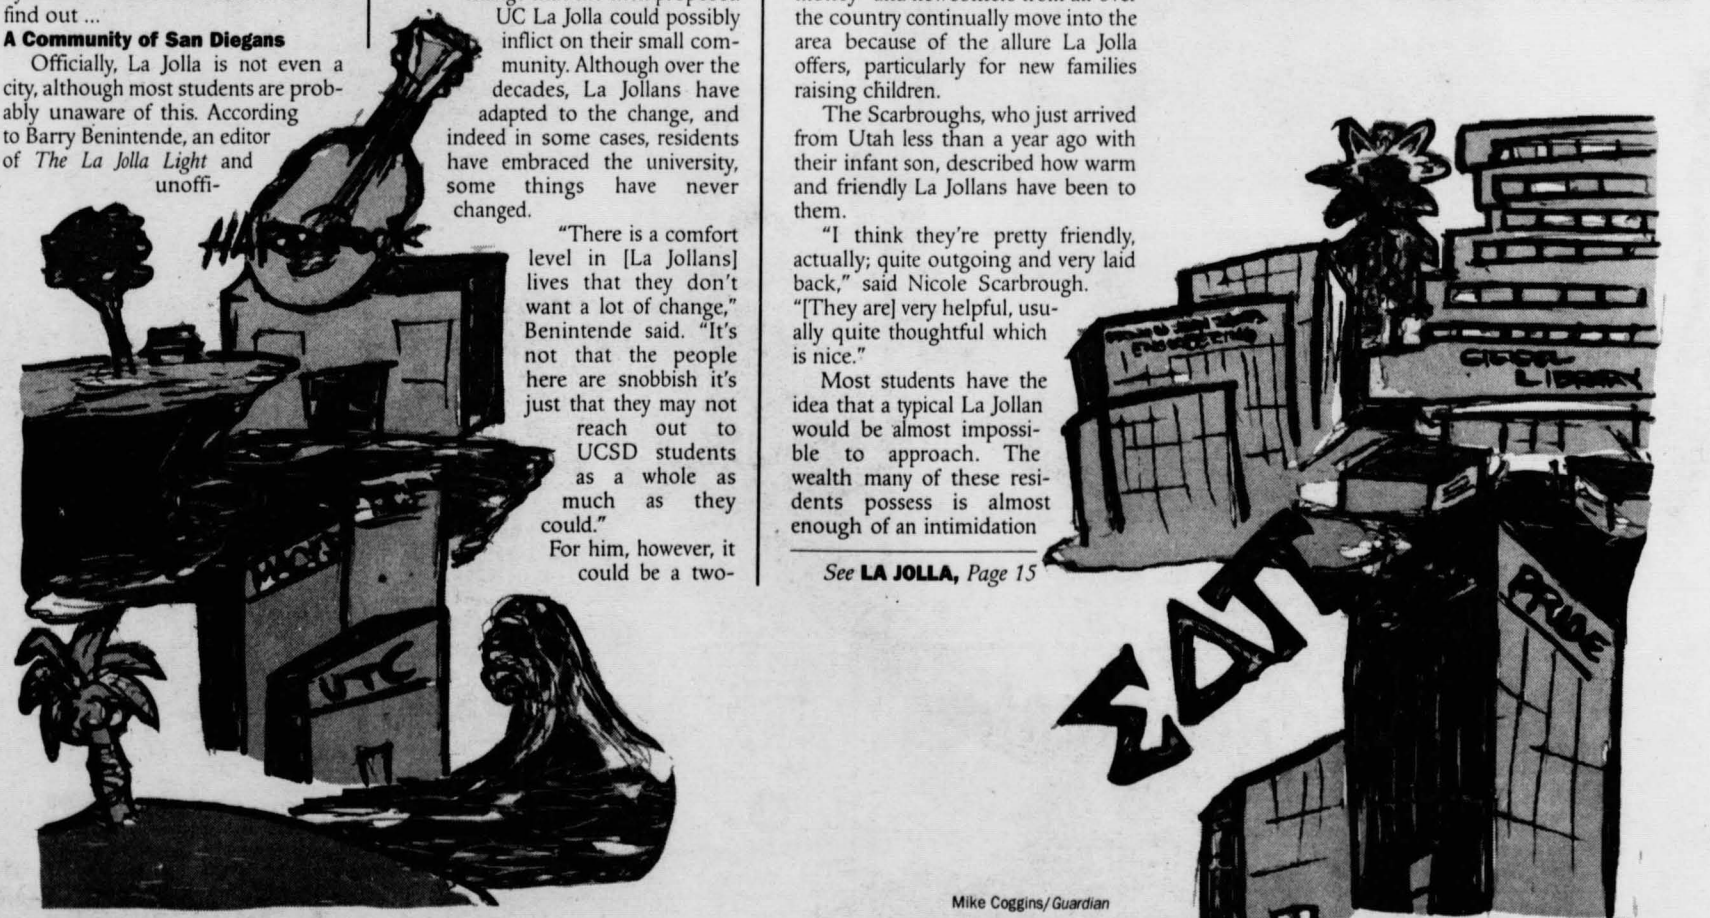 find out ...
A Community of San Diegans
Officially, La Jolla is not even a
city, although most students are prob-
ably unaware of this. According
to Barry Benintende, an editor
of The La Jolla Light and
unoffi-
UC La Jolla could possibly
inflict on their small com-
munity. Although over the
decades, La Jollans have
adapted to the change, and
indeed in some cases, residents
have embraced the university,
some things have never
changed.
"There is a comfort
level in [La Jollans]
lives that they don't
want a lot of change,"
Benintende said. "It's
not that the people
here are snobbish it's
just that they may not
reach out to
UCSD students
as a whole as
much as they
could."
For him, however, it
could be a two-
the country continually move into the
area because of the allure La Jolla
offers, particularly for new families
raising children.
The Scarbroughs, who just arrived
from Utah less than a year ago with
their infant son, described how warm
and friendly La Jollans have been to
them.
"I think they're pretty friendly,
actually; quite outgoing and very laid
back," said Nicole Scarbrough.
"[They are] very helpful, usu-
ally quite thoughtful which
is nice."
Most students have the
idea that a typical La Jollan
would be almost impossi-
ble to approach. The
wealth many of these resi-
dents possess is almost
enough of an intimidation
See LA JOLLA, Page 15
UTC
ENGINEERING
GEISEL
LIBRARY
ΣΔΠ
PRIDE
Mike Coggins/Guardian